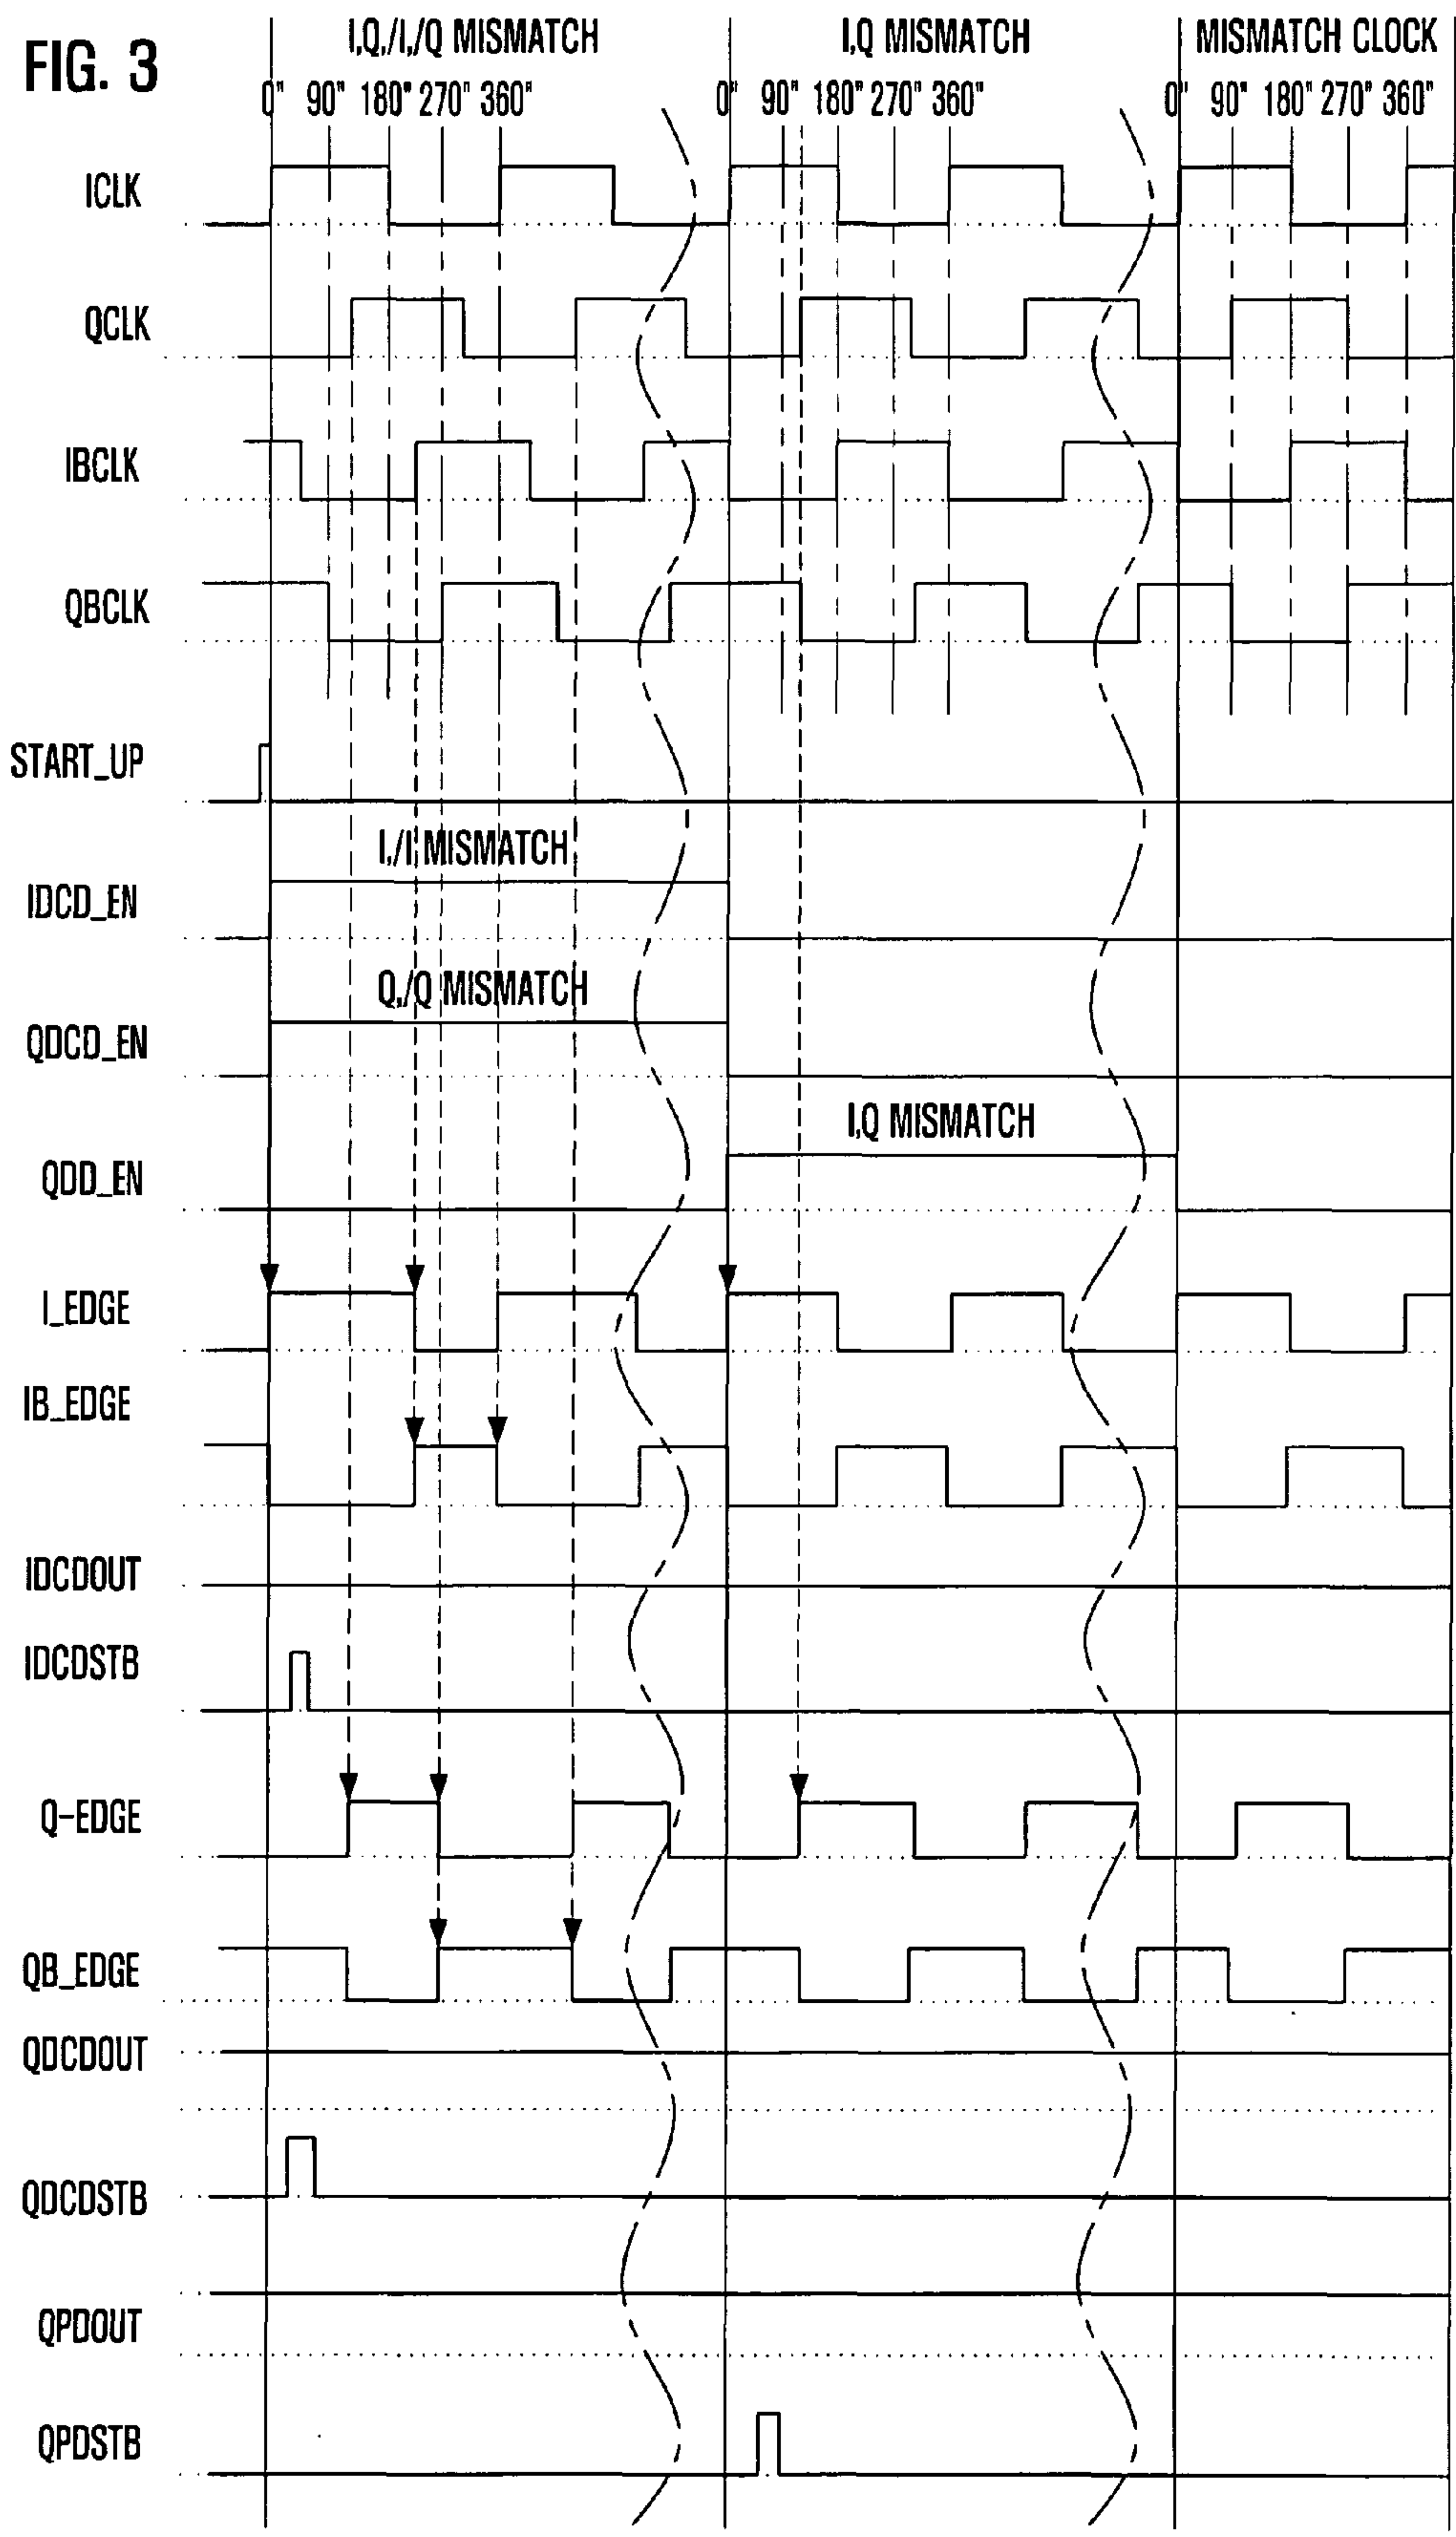 FIG. 3
I,Q,/I,/Q MISMATCH
I,Q MISMATCH
MISMATCH CLOCK
0" 90" 180" 270" 360"
0" 90" 180" 270" 360"
0" 90" 180" 270" 360"
ICLK
QCLK
IBCLK
QBCLK
START_UP
I,/I MISMATCH
IDCD_EN
Q,/Q MISMATCH
QDCD_EN
I,Q MISMATCH
QDD_EN
I_EDGE
IB_EDGE
IDCDOUT
IDCDSTB
Q-EDGE
QB_EDGE
QDCDOUT
QDCDSTB
QPDOUT
QPDSTB